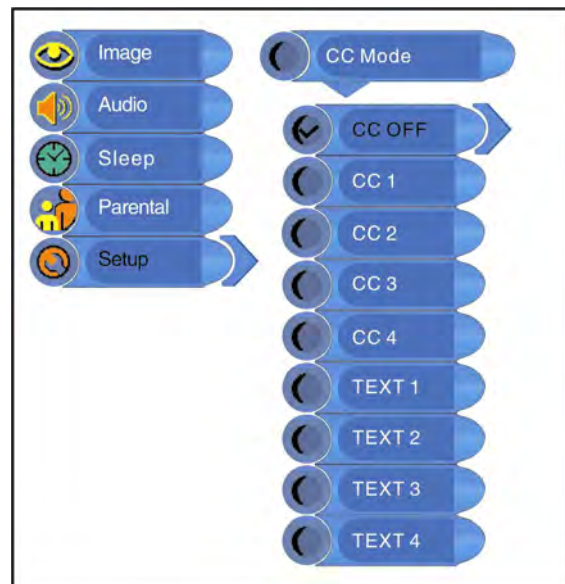 Image
Audio
Sleep
Parental
Setup
CC Mode
CC OFF
CC 1
CC 2
CC 3
CC 4
TEXT 1
TEXT 2
TEXT 3
TEXT 4